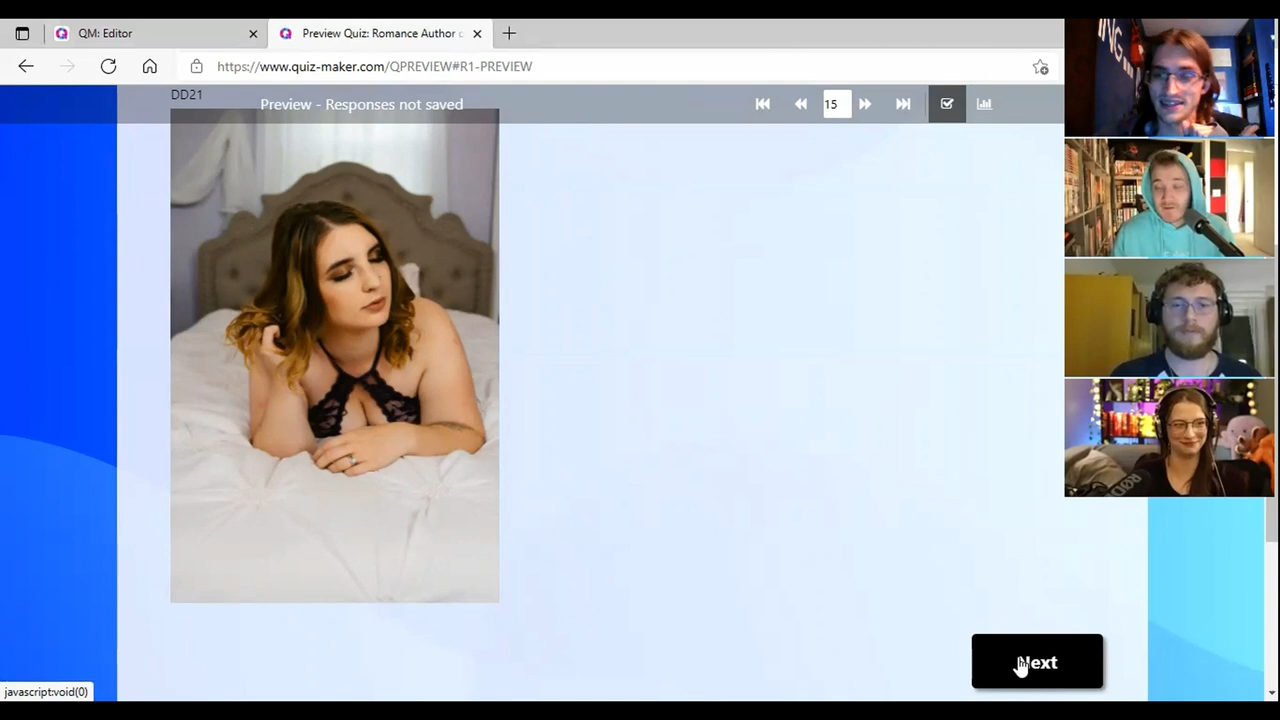 QM: Editor
Preview Quiz: Romance Author
https://www.quiz-maker.com/QPREVIEW#R1-PREVIEW
DD21
Preview - Responses not saved
15
Next
javascript:void(0)